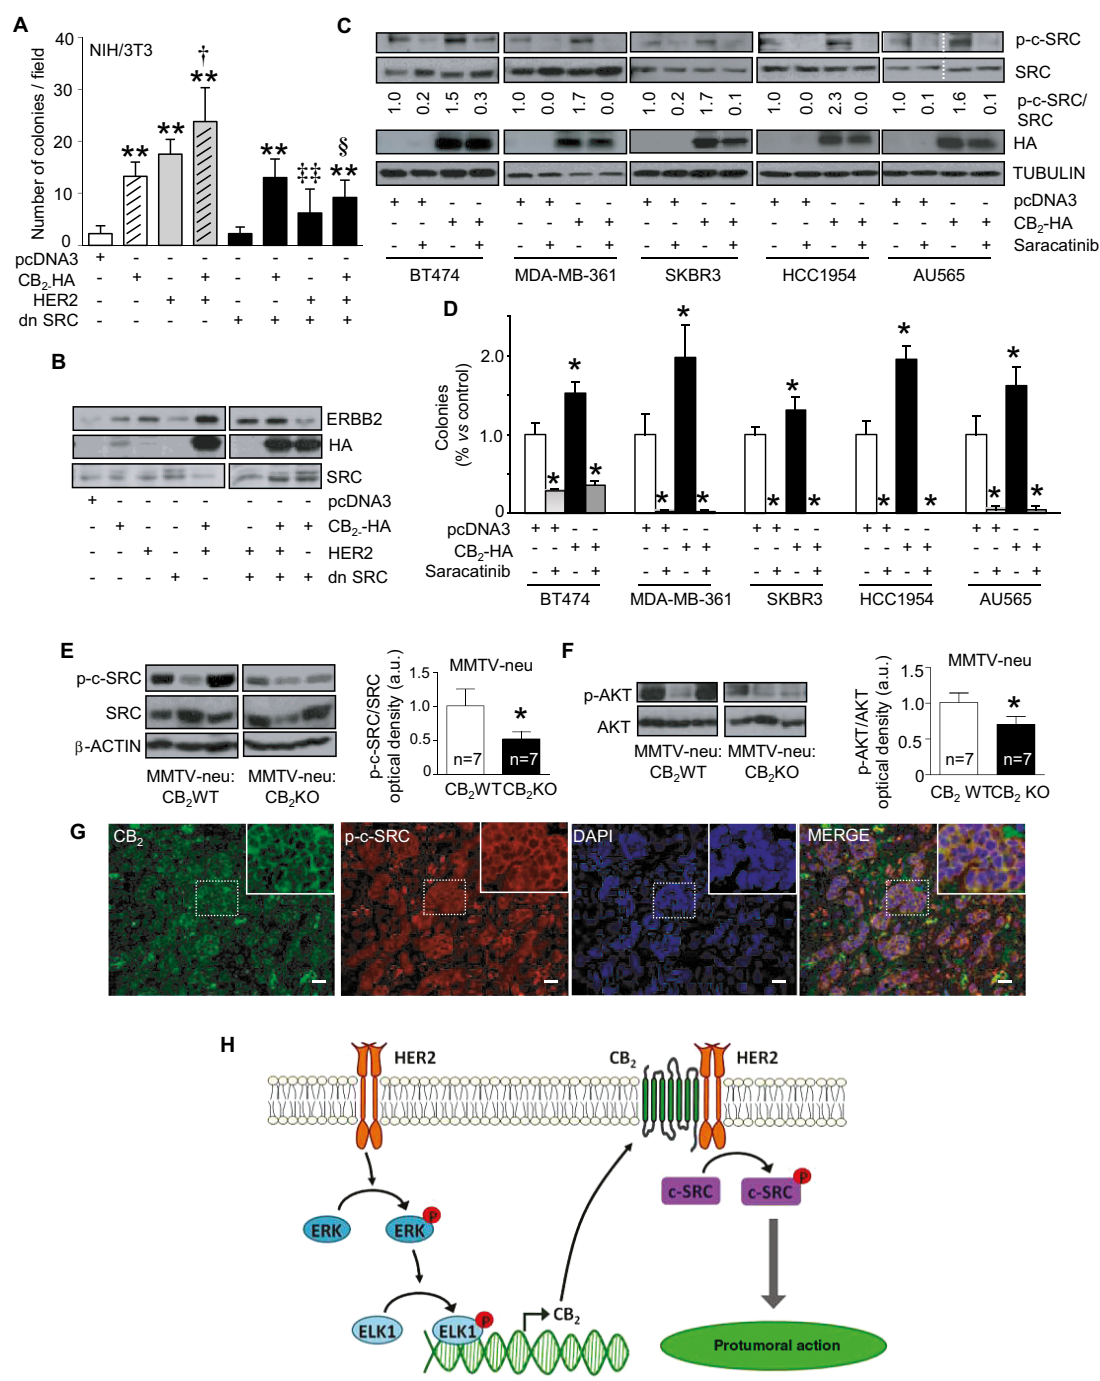 A
NIH/3T3
Number of colonies / field
40
30
20
10
0
**
**
**
†
**
‡‡
**
§
pcDNA3 + - - - - - - -
CB2-HA - + - + - + - +
HER2 - - + + - - + +
dn SRC - - - - + + + +
B
ERBB2
HA
SRC
pcDNA3 + - - - - - - -
CB2-HA - + - - + - + +
HER2 - - + - + + + -
dn SRC - - - + - + + +
C
p-c-SRC
SRC
1.0 0.2 1.5 0.3 1.0 0.0 1.7 0.0 1.0 0.2 1.7 0.1 1.0 0.0 2.3 0.0 1.0 0.1 1.6 0.1
p-c-SRC/
SRC
HA
TUBULIN
pcDNA3 + + - - + + - - + + - - + + - - + + - -
CB2-HA - - + + - - + + - - + + - - + + - - + +
Saracatinib - + - + - + - + - + - + - + - + - + - +
BT474 MDA-MB-361 SKBR3 HCC1954 AU565
D
Colonies
(% vs control)
2.0
1.0
0
* * * * * * * * * * * * * * *
pcDNA3 + + - - + + - - + + - - + + - - + + - -
CB2-HA - - + + - - + + - - + + - - + + - - + +
Saracatinib - + - + - + - + - + - + - + - + - + - +
BT474 MDA-MB-361 SKBR3 HCC1954 AU565
E
p-c-SRC
SRC
β-ACTIN
MMTV-neu: MMTV-neu:
CB2WT CB2KO
p-c-SRC/SRC
optical density (a.u.)
1.5
1.0
0.5
0
MMTV-neu
*
n=7 n=7
CB2WT CB2KO
F
p-AKT
AKT
MMTV-neu: MMTV-neu:
CB2WT CB2KO
p-AKT/AKT
optical density (a.u.)
1.5
1.0
0.5
0
MMTV-neu
*
n=7 n=7
CB2 WT CB2 KO
G
CB2
p-c-SRC
DAPI
MERGE
H
HER2
CB2
HER2
c-SRC
c-SRC
P
ERK
ERK
P
ELK1
ELK1
P
CB2
Protumoral action